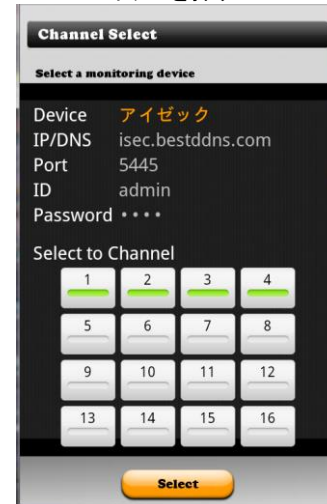 Channel Select
Select a monitoring device
Device アイゼック
IP/DNS isec.bestddns.com
Port 5445
ID admin
Password ····
Select to Channel
1 2 3 4
5 6 7 8
9 10 11 12
13 14 15 16
Select